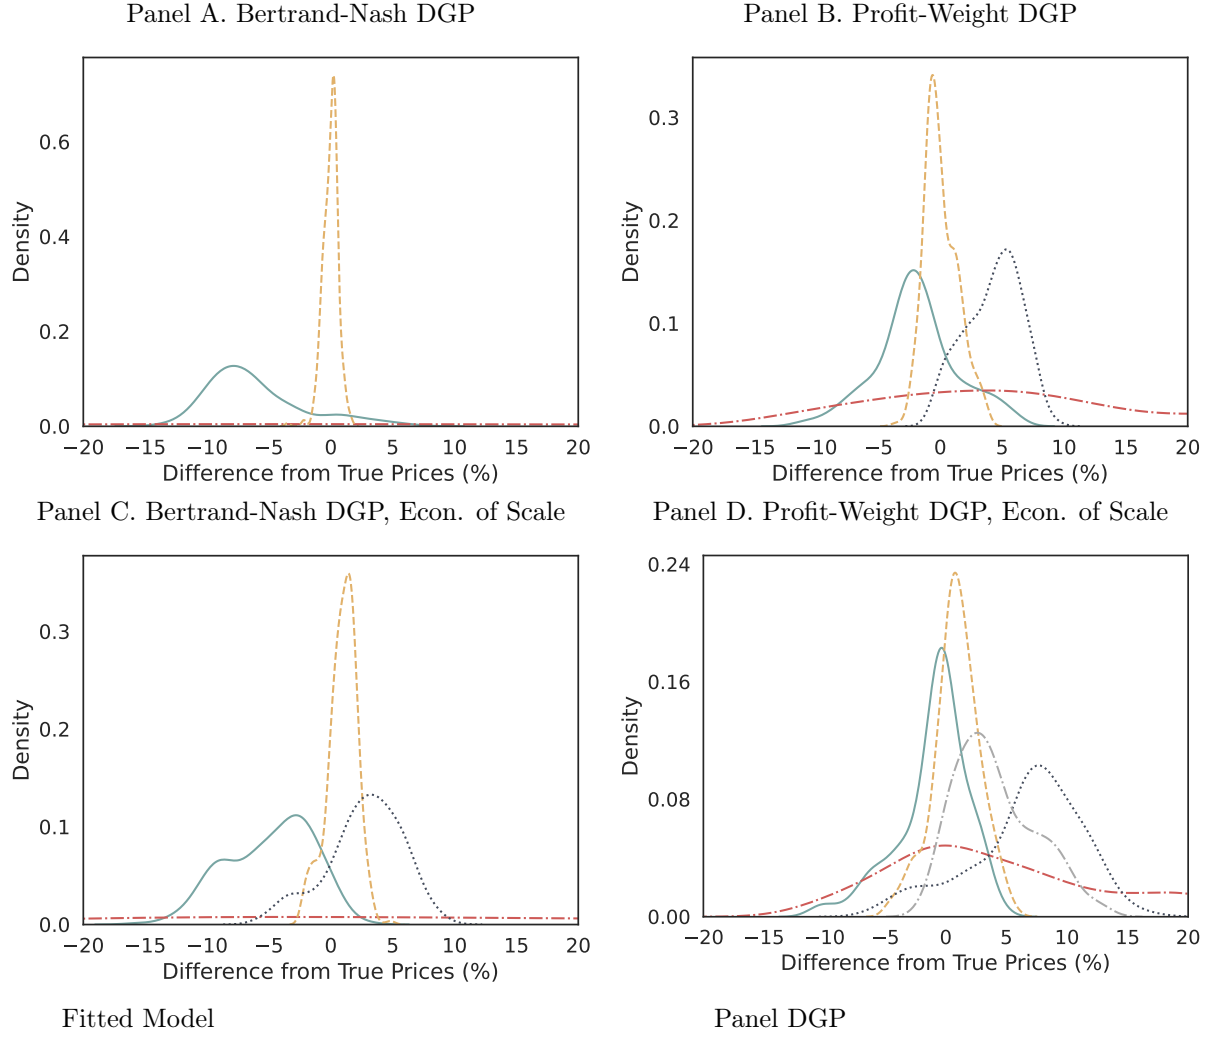 Panel A. Bertrand-Nash DGP
Density
0.6
0.4
0.2
0.0
−20 −15 −10 −5 0 5 10 15 20
Difference from True Prices (%)
Panel B. Profit-Weight DGP
Density
0.3
0.2
0.1
0.0
−20 −15 −10 −5 0 5 10 15 20
Difference from True Prices (%)
Panel C. Bertrand-Nash DGP, Econ. of Scale
Density
0.3
0.2
0.1
0.0
−20 −15 −10 −5 0 5 10 15 20
Difference from True Prices (%)
Panel D. Profit-Weight DGP, Econ. of Scale
Density
0.24
0.16
0.08
0.00
−20 −15 −10 −5 0 5 10 15 20
Difference from True Prices (%)
Fitted Model
Panel DGP